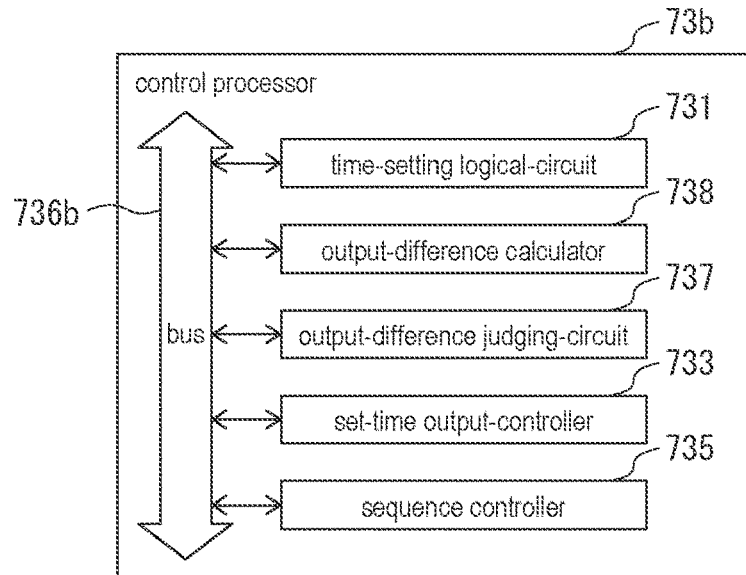 73b
control processor
731
time-setting logical-circuit
736b
738
output-difference calculator
737
bus
output-difference judging-circuit
733
set-time output-controller
735
sequence controller